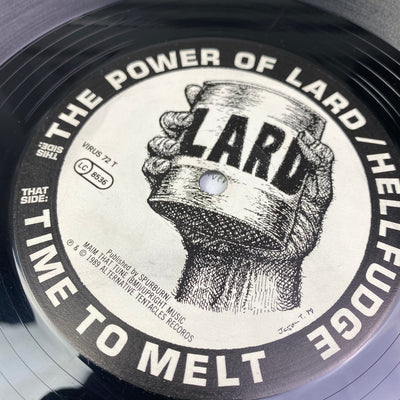 THIS SIDE:
THE POWER OF LARD/HELLFUDGE
THAT SIDE:
TIME TO MELT
VIRUS 72 T
LC 8536
LARD
Published by SPURBURN/
MAIM THAT TUNE (BMI)/UPRIGHT MUSIC
℗ & © 1989 ALTERNATIVE TENTACLES RECORDS